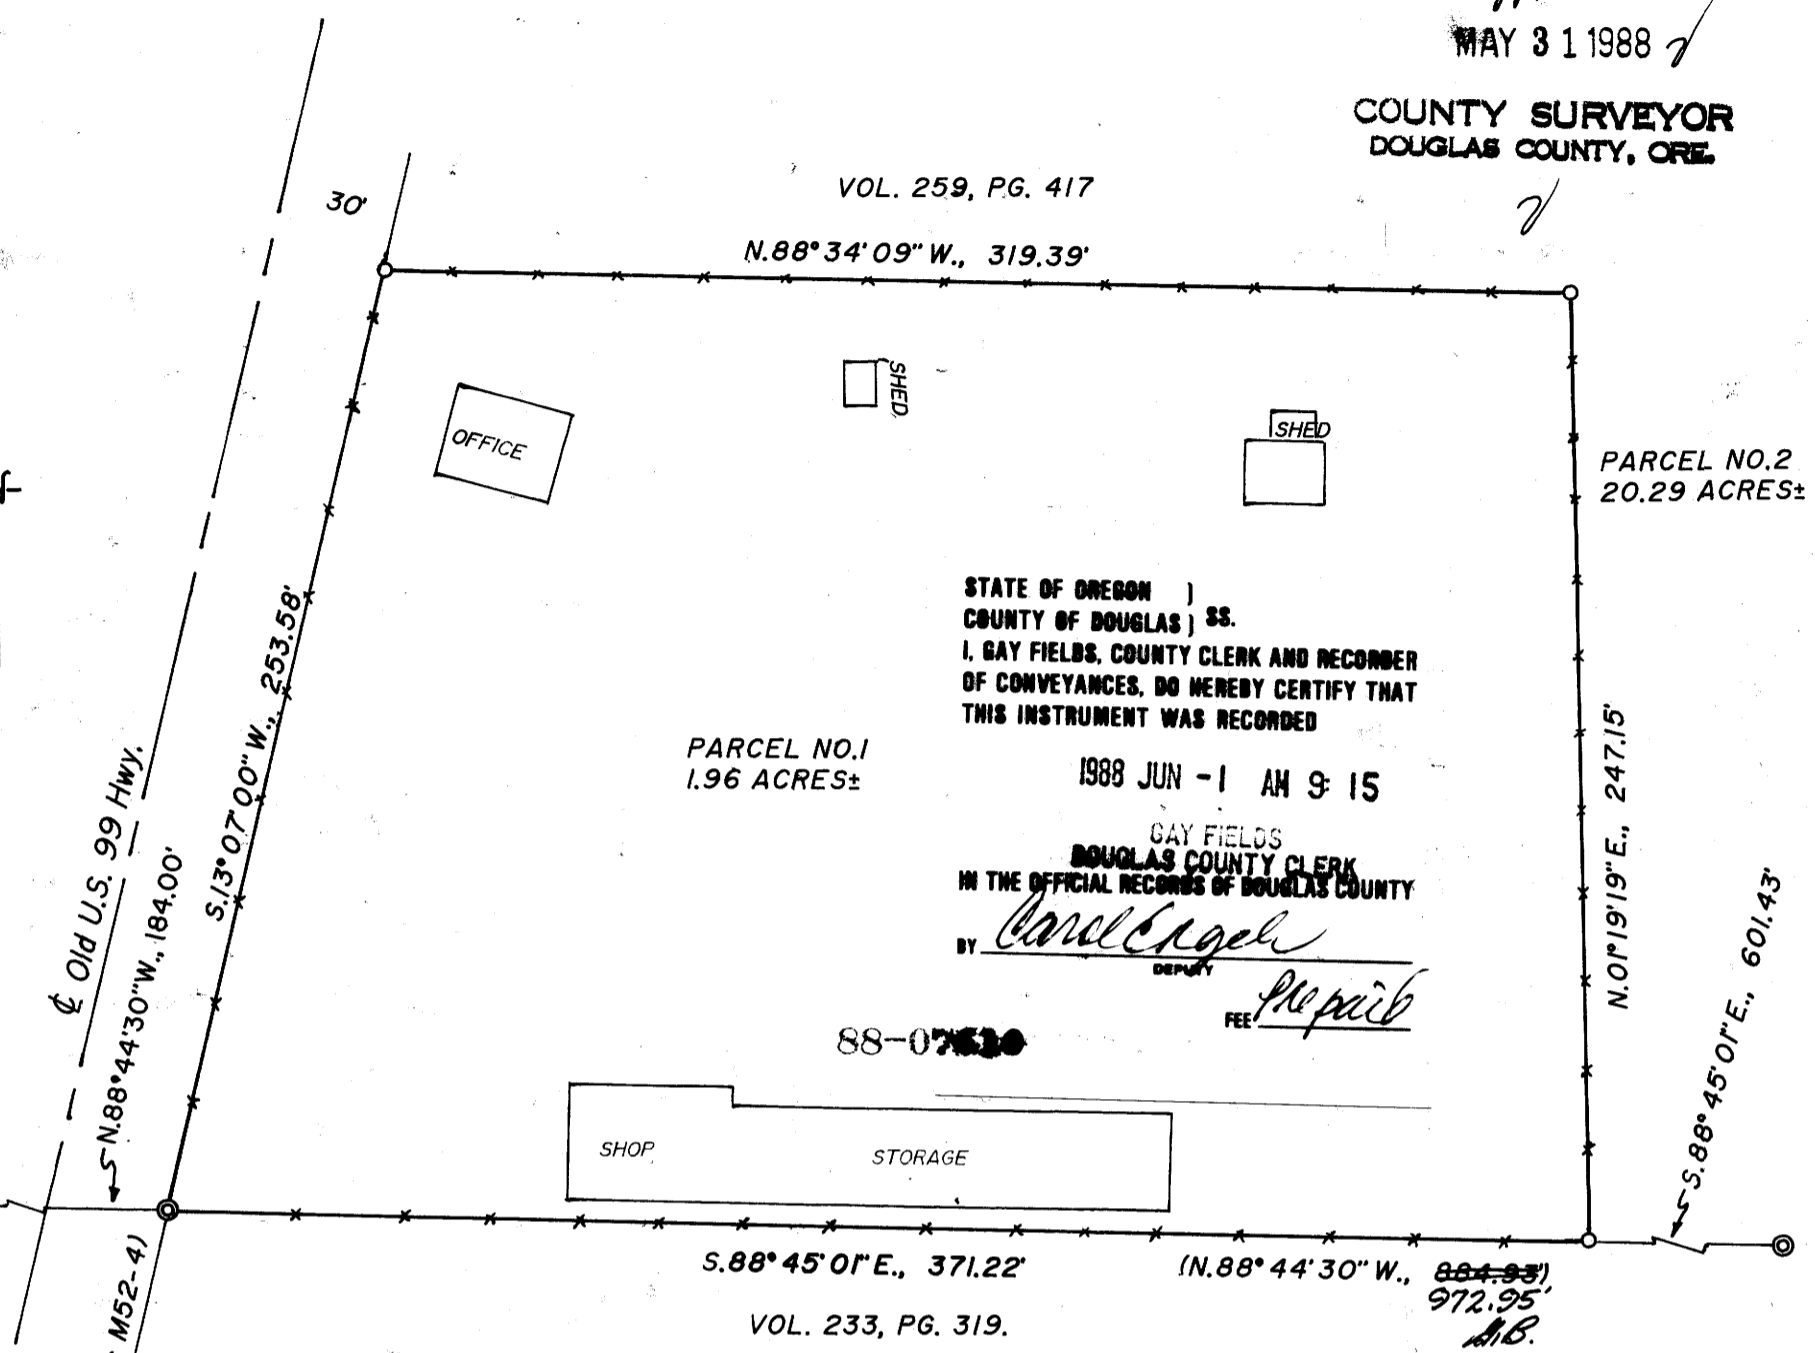 MAY 31 1988
COUNTY SURVEYOR
DOUGLAS COUNTY, ORE.
VOL. 259, PG. 417
30'
N.88°34'09"W., 319.39'
SHED
OFFICE
SHED
PARCEL NO.2
20.29 ACRES±
STATE OF OREGON )
COUNTY OF DOUGLAS ) SS.
I, GAY FIELDS, COUNTY CLERK AND RECORDER
OF CONVEYANCES, DO HEREBY CERTIFY THAT
THIS INSTRUMENT WAS RECORDED
1988 JUN -1 AM 9:15
GAY FIELDS
DOUGLAS COUNTY CLERK
IN THE OFFICIAL RECORDS OF DOUGLAS COUNTY
BY Carol Engels
DEPUTY
FEE Prepaid
88-07
PARCEL NO.1
1.96 ACRES±
S.13°07'00"W., 253.58'
℄ Old U.S. 99 Hwy.
N.88°44'30"W., 184.00'
N.01°19'19"E., 247.15'
S.88°45'01"E., 601.43'
SHOP
STORAGE
S.88°45'01"E., 371.22'
(N.88°44'30"W., 884.93')
972.95'
G.B.
VOL. 233, PG. 319.
M52-4)